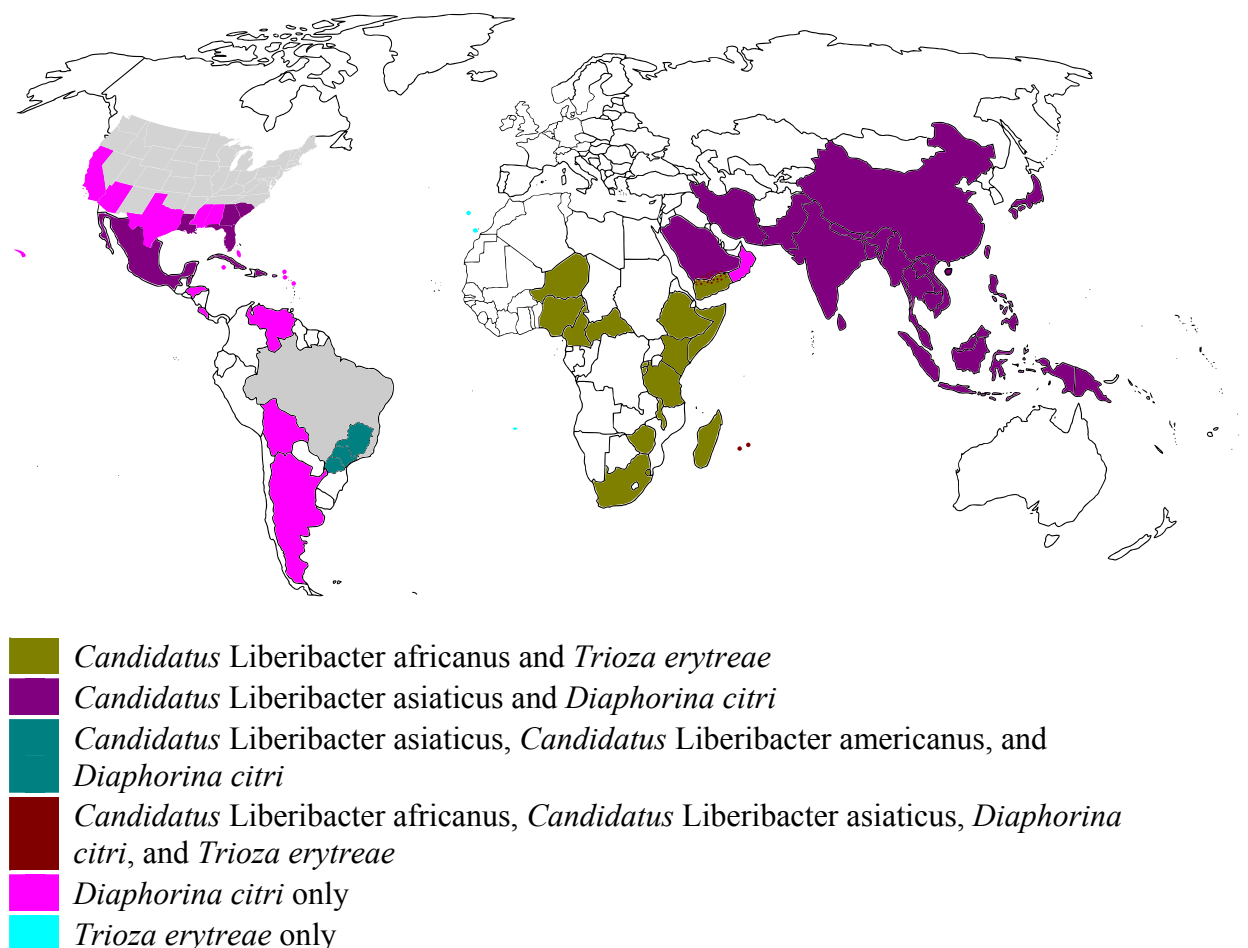 Candidatus Liberibacter africanus and Trioza erytreae
Candidatus Liberibacter asiaticus and Diaphorina citri
Candidatus Liberibacter asiaticus, Candidatus Liberibacter americanus, and
Diaphorina citri
Candidatus Liberibacter africanus, Candidatus Liberibacter asiaticus, Diaphorina
citri, and Trioza erytreae
Diaphorina citri only
Trioza erytreae only